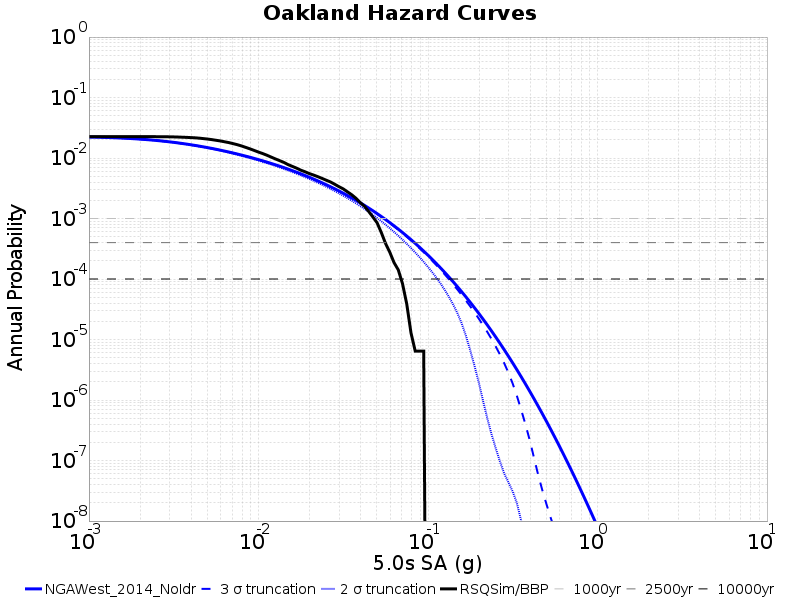 Oakland Hazard Curves
Annual Probability
10^0
10^-1
10^-2
10^-3
10^-4
10^-5
10^-6
10^-7
10^-8
10^-3 10^-2 10^-1 10^0 10^1
5.0s SA (g)
NGAWest_2014_NoIdr 3 σ truncation 2 σ truncation RSQSim/BBP 1000yr 2500yr 10000yr